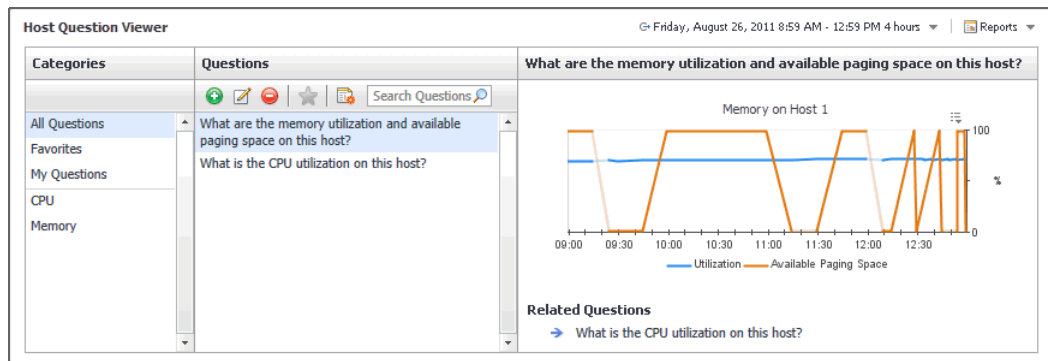 Host Question Viewer
Friday, August 26, 2011 8:59 AM - 12:59 PM 4 hours
Reports
Categories
Questions
What are the memory utilization and available paging space on this host?
Search Questions
All Questions
Favorites
My Questions
CPU
Memory
What are the memory utilization and available
paging space on this host?
What is the CPU utilization on this host?
Memory on Host 1
100
%
0
09:00 09:30 10:00 10:30 11:00 11:30 12:00 12:30
Utilization Available Paging Space
Related Questions
What is the CPU utilization on this host?